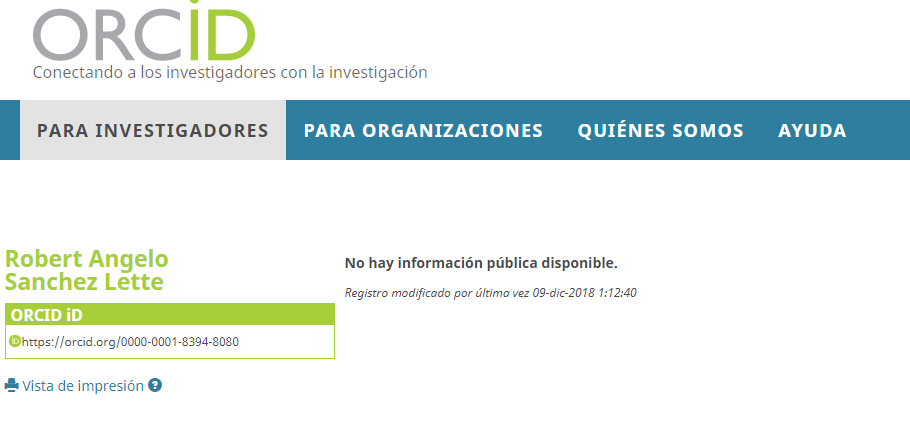 ORCID
Conectando a los investigadores con la investigación
PARA INVESTIGADORES PARA ORGANIZACIONES QUIÉNES SOMOS AYUDA
Robert Angelo
Sanchez Lette
No hay información pública disponible.
Registro modificado por última vez 09-dic-2018 1:12:40
ORCID iD
iD https://orcid.org/0000-0001-8394-8080
Vista de impresión ?